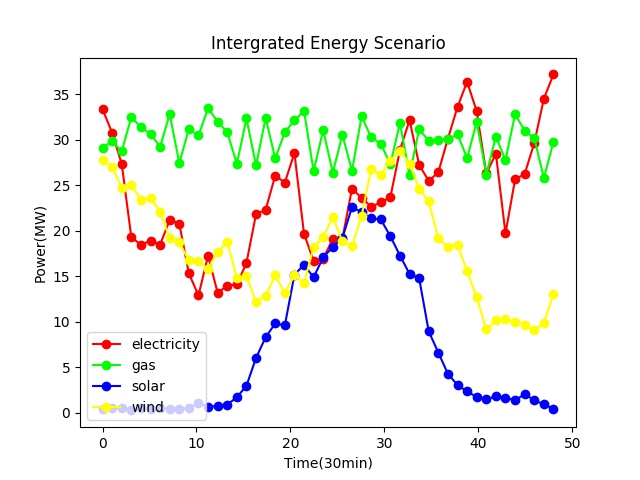 Intergrated Energy Scenario
Power(MW)
35
30
25
20
15
10
5
0
electricity
gas
solar
wind
0 10 20 30 40 50
Time(30min)